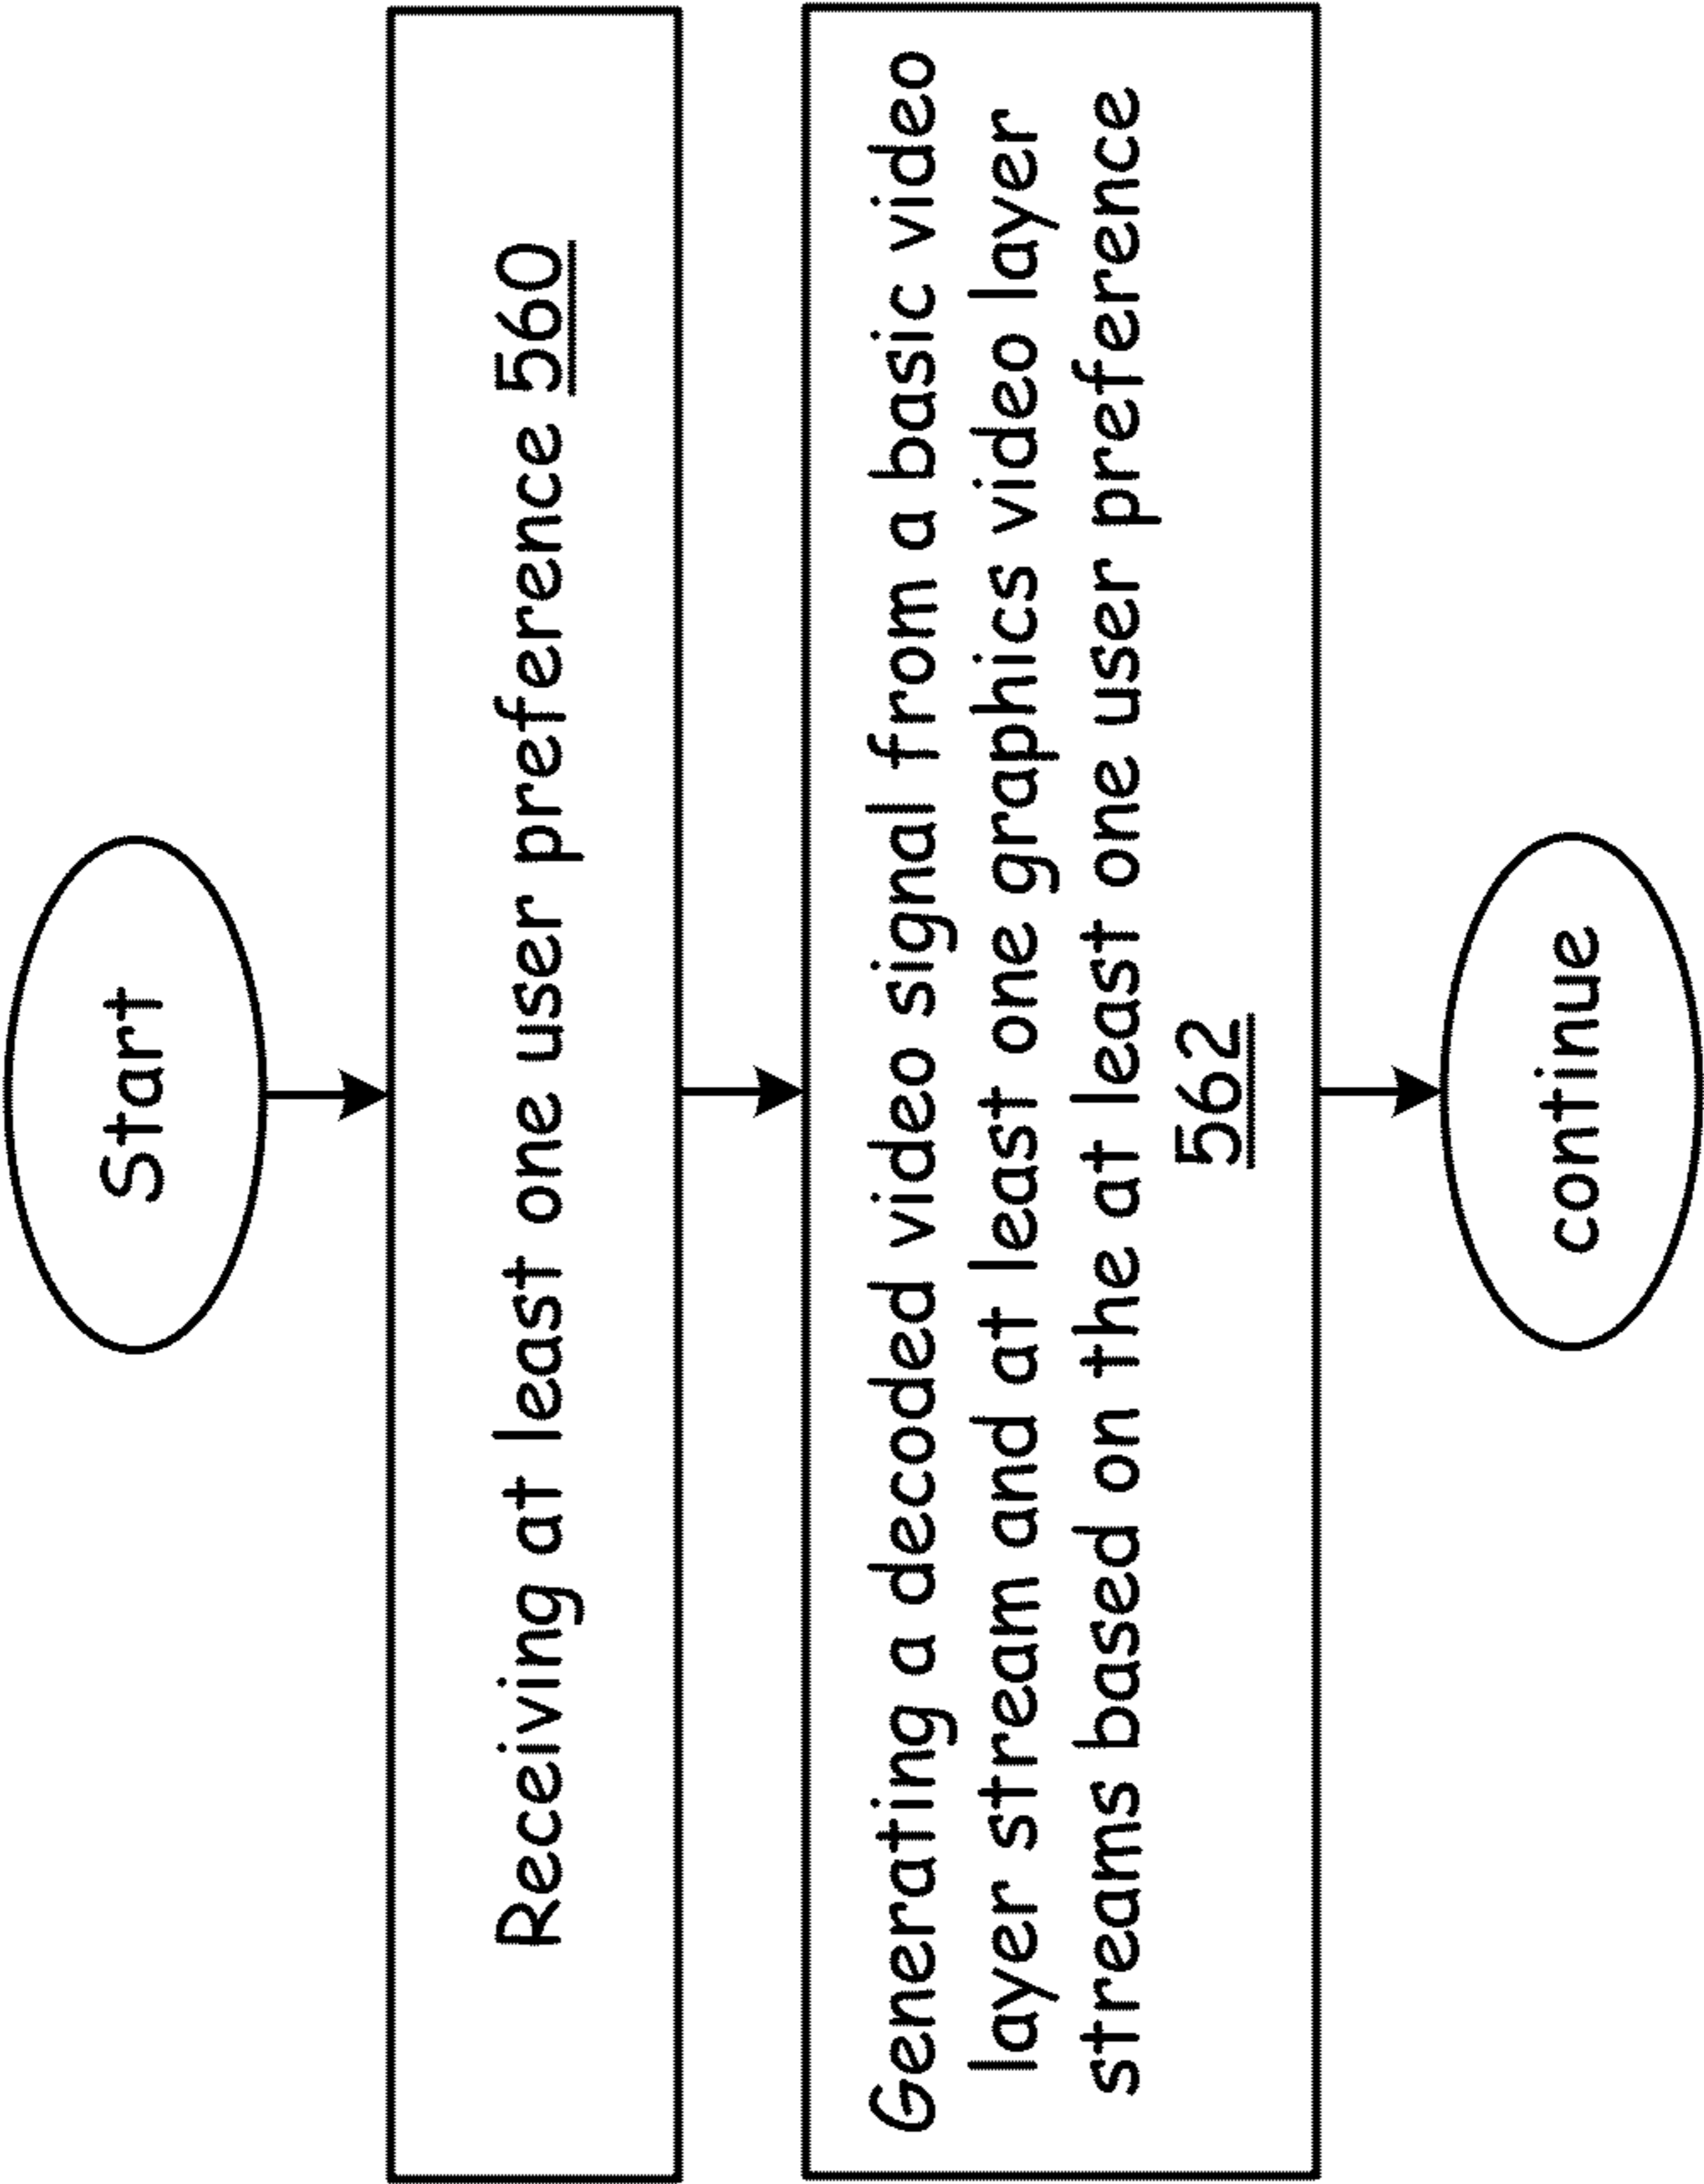 Start
Receiving at least one user preference 560
Generating a decoded video signal from a basic video
layer stream and at least one graphics video layer
streams based on the at least one user preference
562
continue